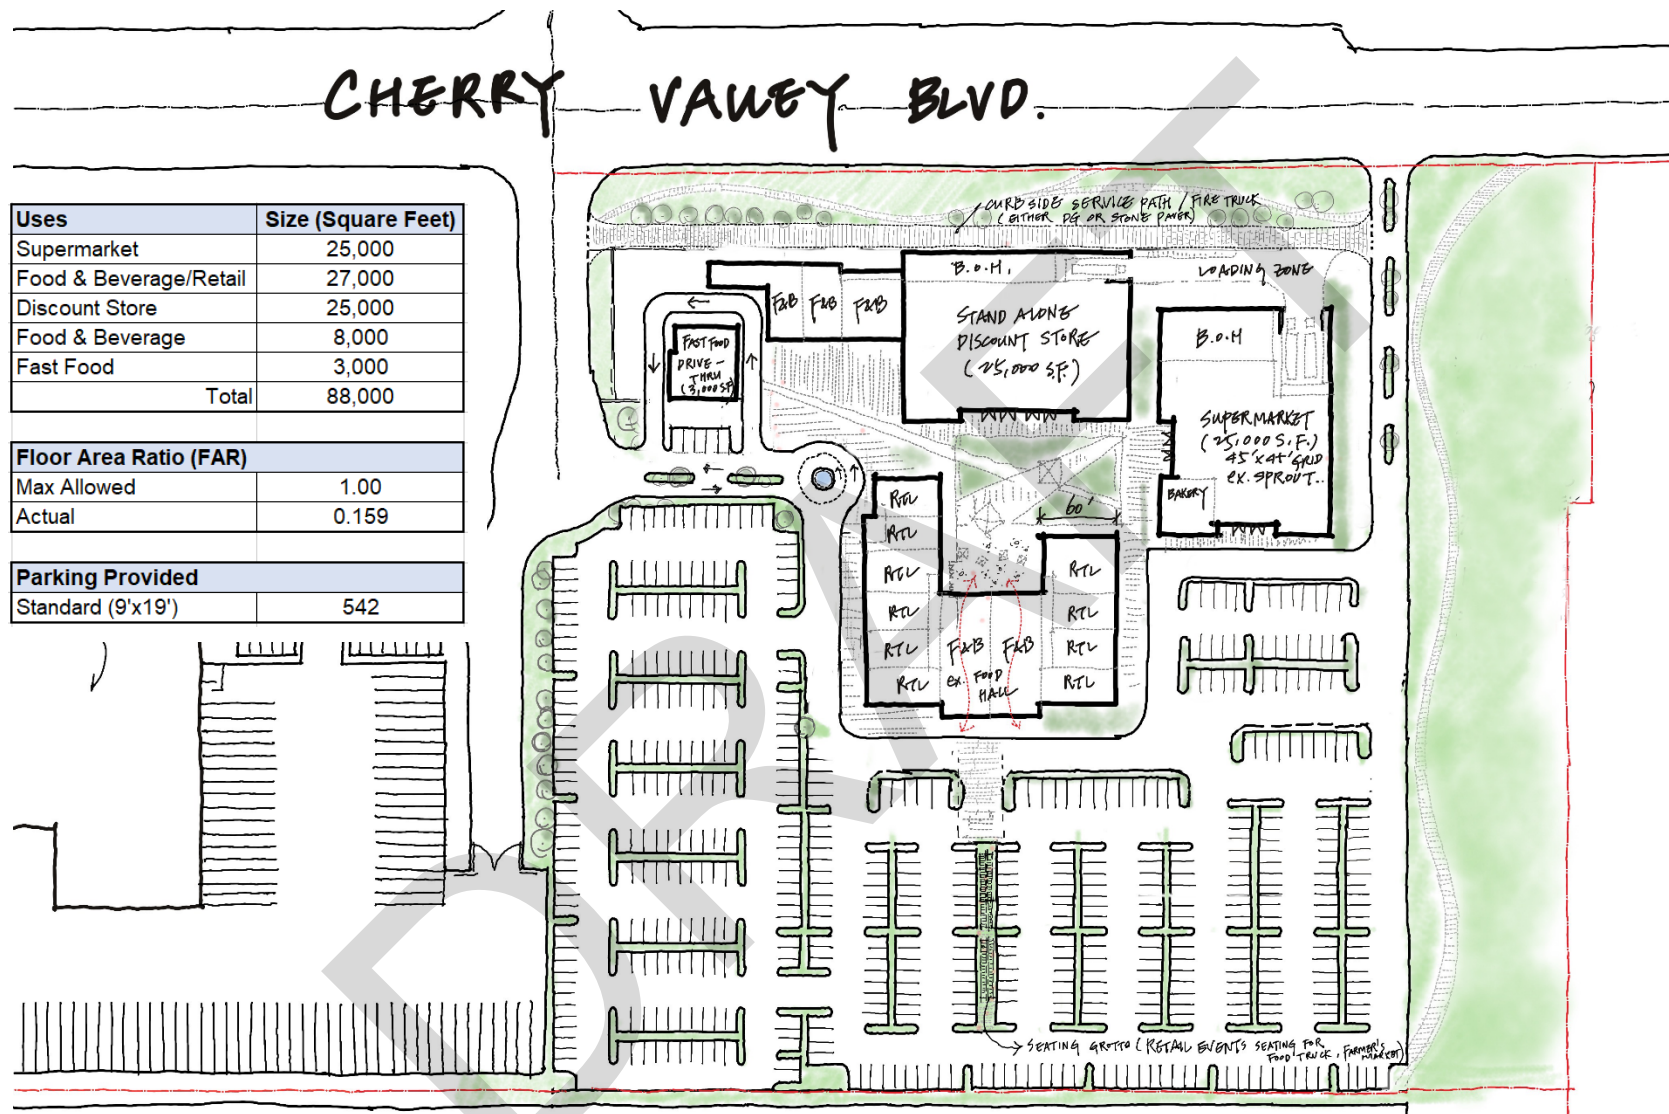 CHERRY VALLEY BLVD.
Uses Size (Square Feet)
Supermarket 25,000
Food & Beverage/Retail 27,000
Discount Store 25,000
Food & Beverage 8,000
Fast Food 3,000
Total 88,000
Floor Area Ratio (FAR)
Max Allowed 1.00
Actual 0.159
Parking Provided
Standard (9'x19') 542
CURBSIDE SERVICE PATH / FIRE TRUCK
(EITHER DG OR STONE PAVER)
B.O.H.
LOADING ZONE
F&B F&B F&B
STAND ALONE
DISCOUNT STORE
(25,000 S.F.)
FAST FOOD
DRIVE-
THRU
(3,000 SF)
B.O.H
SUPERMARKET
(25,000 S.F.)
45'x45' GRID
ex. SPROUT..
BAKERY
60'
RTL
RTL
RTL RTL
RTL RTL
RTL F&B F&B RTL
RTL ex. FOOD RTL
HALL
SEATING GROTTO (RETAIL EVENTS SEATING FOR
FOOD TRUCK, FARMER'S
MARKET)
DRAFT